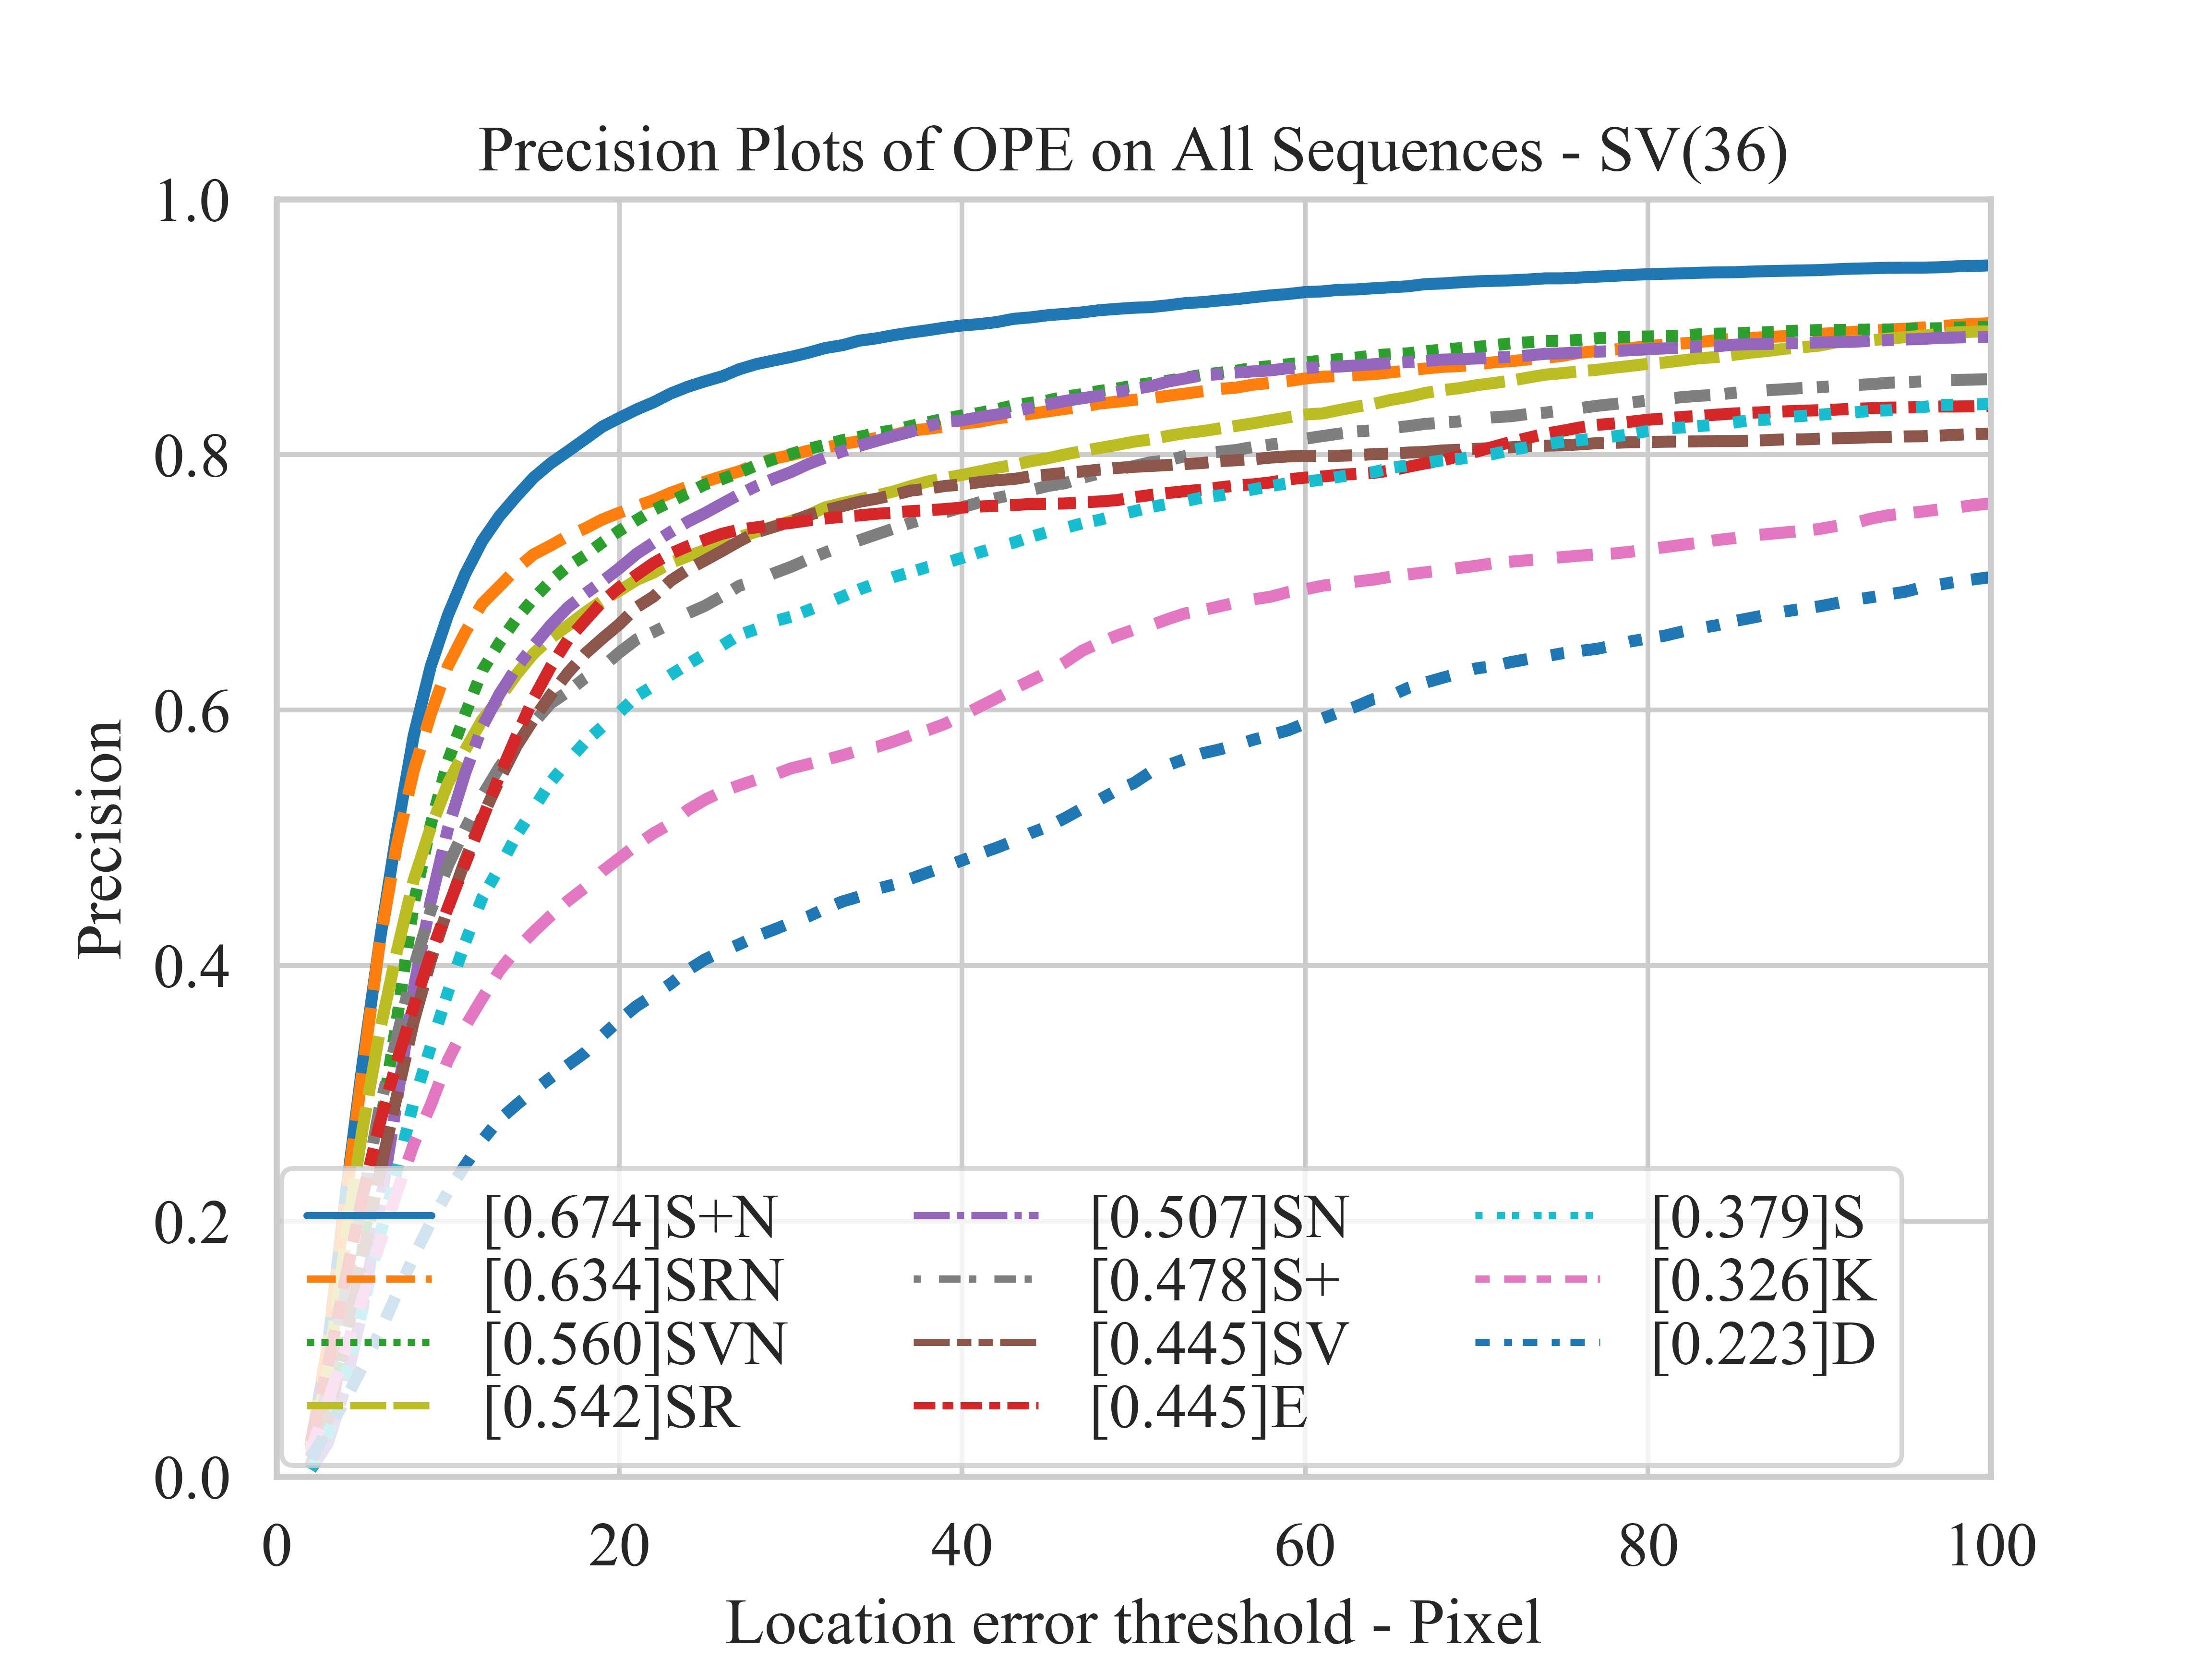 Precision Plots of OPE on All Sequences - SV(36)
1.0
0.8
0.6
0.4
0.2
0.0
Precision
[0.674]S+N
[0.634]SRN
[0.560]SVN
[0.542]SR
[0.507]SN
[0.478]S+
[0.445]SV
[0.445]E
[0.379]S
[0.326]K
[0.223]D
0 20 40 60 80 100
Location error threshold - Pixel